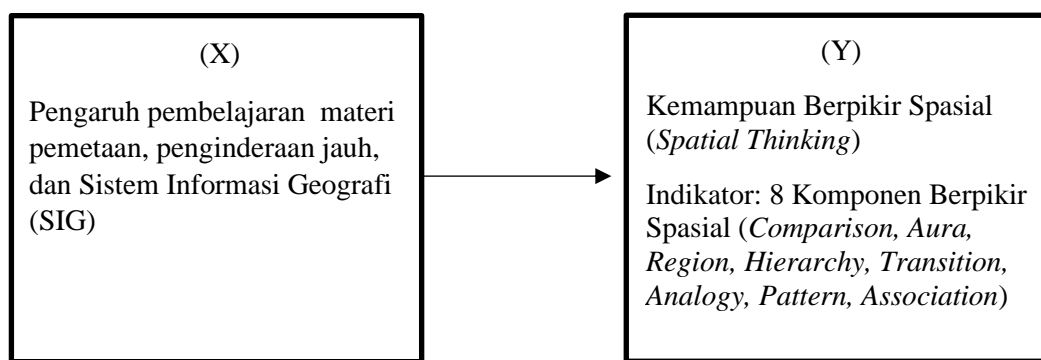 (X)
Pengaruh pembelajaran materi
pemetaan, penginderaan jauh,
dan Sistem Informasi Geografi
(SIG)
(Y)
Kemampuan Berpikir Spasial
(Spatial Thinking)
Indikator: 8 Komponen Berpikir
Spasial (Comparison, Aura,
Region, Hierarchy, Transition,
Analogy, Pattern, Association)